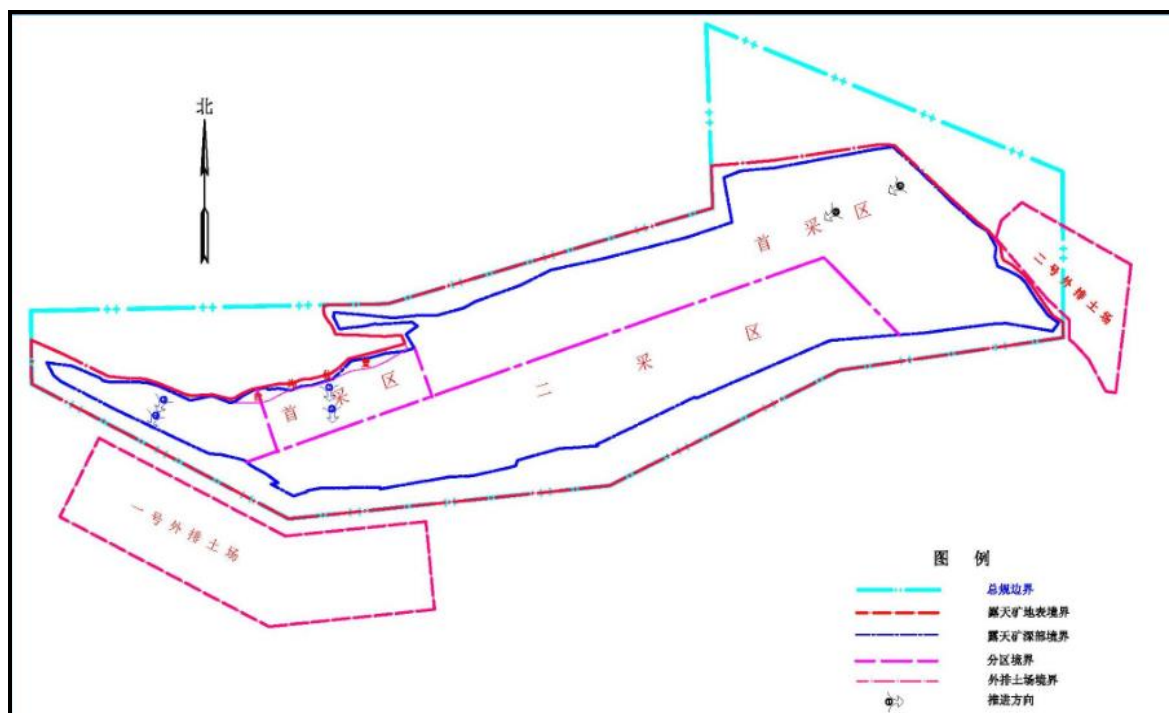 北
首采区
二号外排土场
二采区
首采区
一号外排土场
图 例
总规边界
露天矿地表境界
露天矿深部境界
分区境界
外排土场境界
推进方向